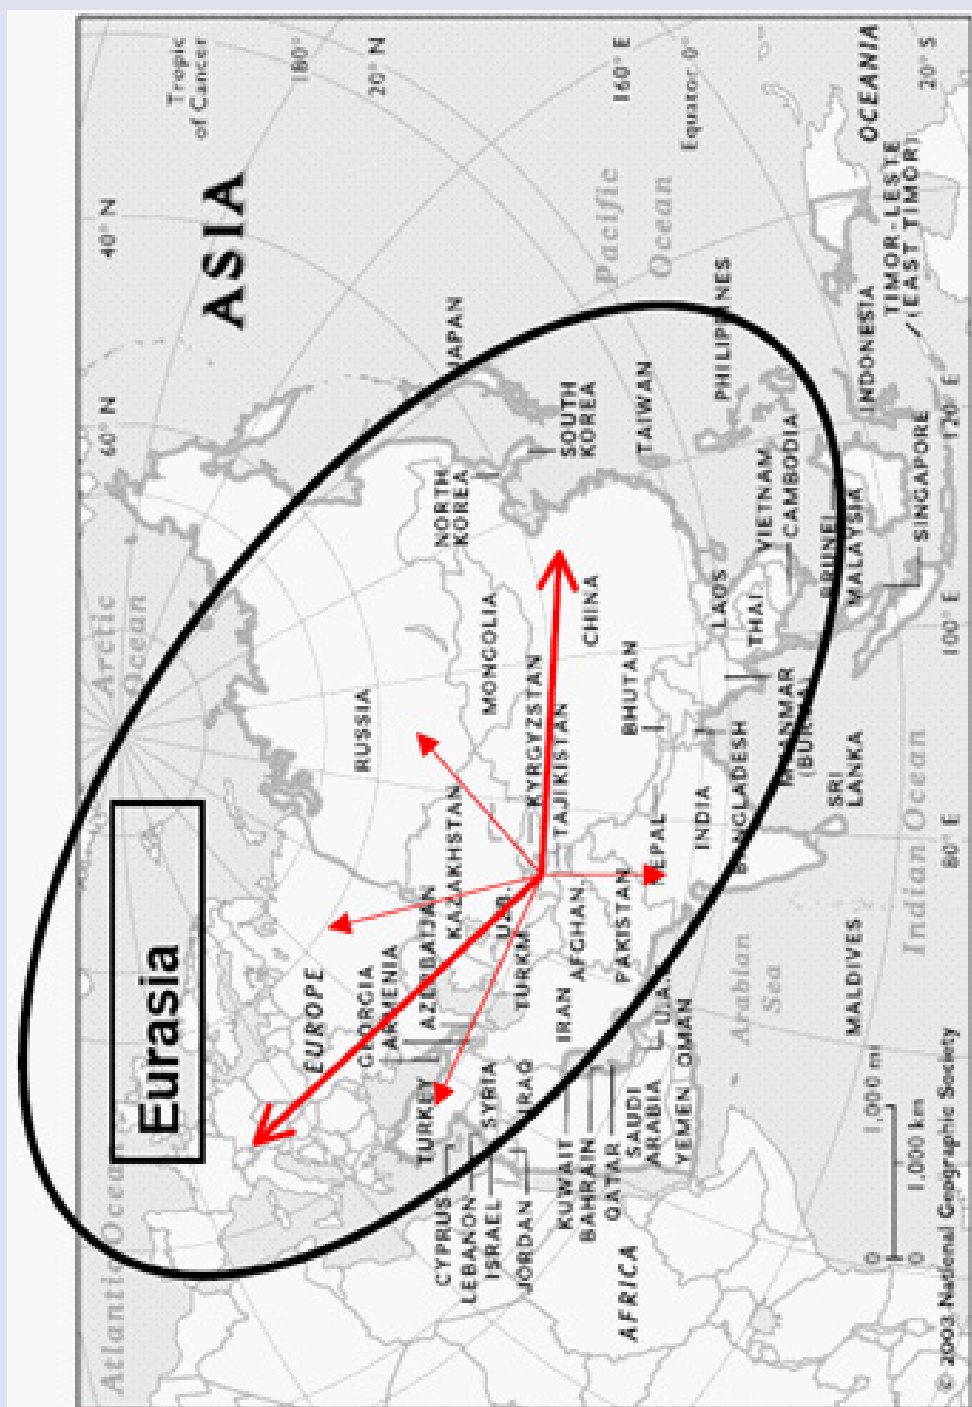 Eurasia
ASIA
Atlantic Ocean
Arctic
Ocean
40° N
60° N
Tropic
of Cancer
180°
20° N
160° E
Equator 0°
Pacific
Ocean
OCEANIA
20° S
EUROPE
RUSSIA
GEORGIA
ARMENIA
AZERBAIJAN
KAZAKHSTAN
MONGOLIA
NORTH
KOREA
JAPAN
SOUTH
KOREA
TAIWAN
PHILIPPINES
TURKEY
CYPRUS
LEBANON
ISRAEL
JORDAN
SYRIA
IRAQ
TURKM.
UZB.
KYRGYZSTAN
TAJIKISTAN
CHINA
IRAN
AFGHAN.
PAKISTAN
KUWAIT
BAHRAIN
QATAR
SAUDI
ARABIA
YEMEN
OMAN
U.A.E.
NEPAL
BHUTAN
INDIA
BANGLADESH
MYANMAR
(BURMA)
LAOS
THAI.
VIETNAM
CAMBODIA
BRUNEI
MALAYSIA
SINGAPORE
INDONESIA
TIMOR-LESTE
(EAST TIMOR)
SRI
LANKA
MALDIVES
AFRICA
Arabian
Sea
Indian Ocean
80° E
100° E
120° E
0 1,000 mi
0 1,000 km
© 2003 National Geographic Society